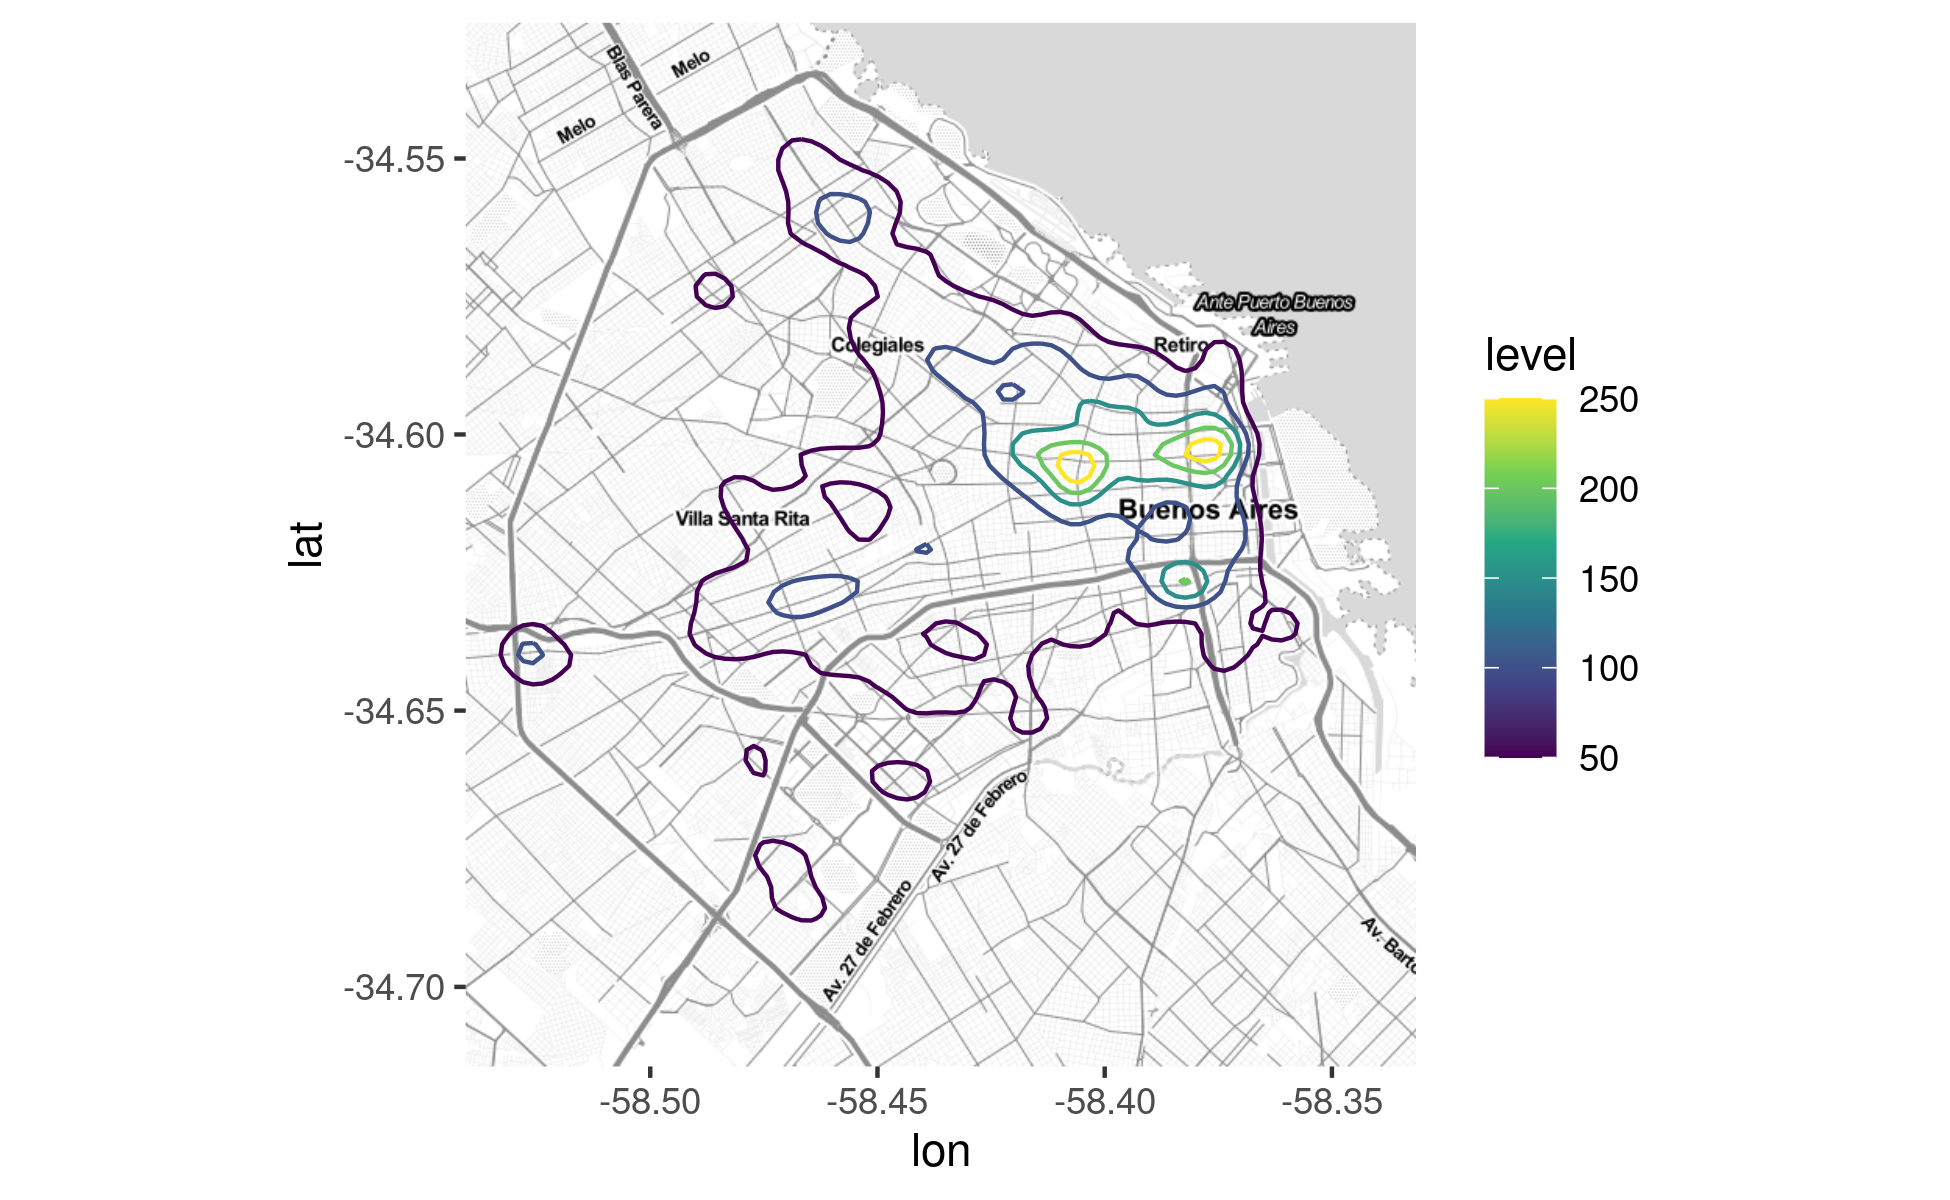 Blas Parera
Melo
Melo
Ante Puerto Buenos
Aires
Colegiales
Retiro
Villa Santa Rita
Buenos Aires
Av. 27 de Febrero
Av. 27 de Febrero
Av. Barto
-34.55
-34.60
-34.65
-34.70
lat
-58.50
-58.45
-58.40
-58.35
lon
level
250
200
150
100
50